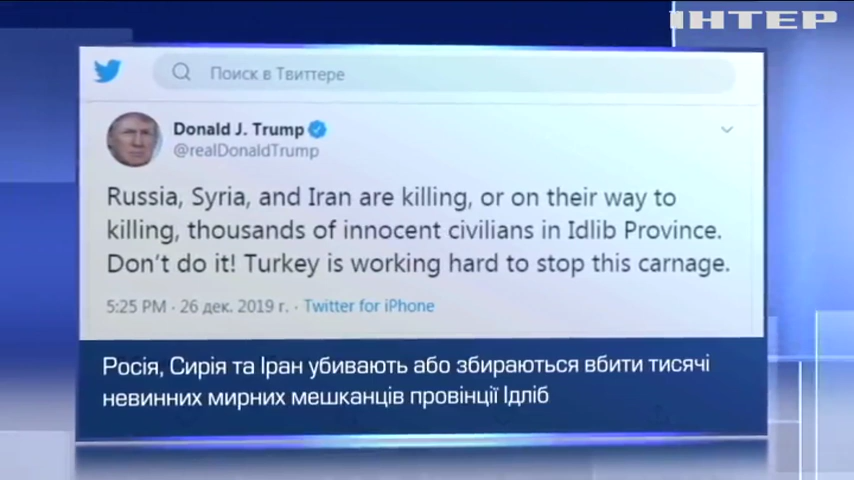 ІНТЕР
Поиск в Твиттере
Donald J. Trump
@realDonaldTrump
Russia, Syria, and Iran are killing, or on their way to
killing, thousands of innocent civilians in Idlib Province.
Don't do it! Turkey is working hard to stop this carnage.
5:25 PM · 26 дек. 2019 г. · Twitter for iPhone
Росія, Сирія та Іран убивають або збираються вбити тисячі
невинних мирних мешканців провінції Ідліб